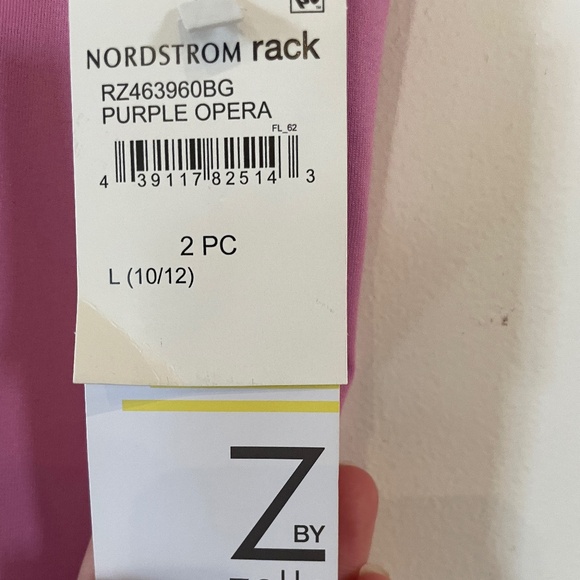 NORDSTROM rack
RZ463960BG
PURPLE OPERA
FL_62
4 39117 82514 3
2 PC
L (10/12)
Z BY